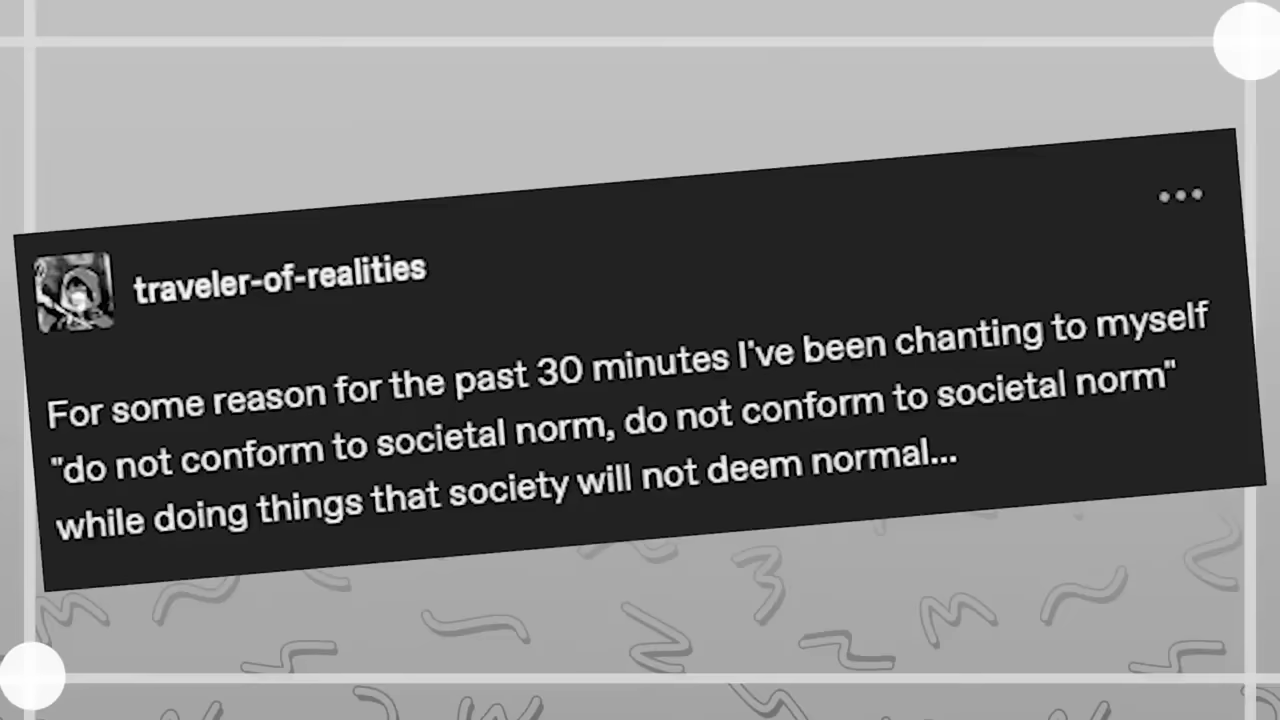 traveler-of-realities
For some reason for the past 30 minutes I've been chanting to myself
"do not conform to societal norm, do not conform to societal norm"
while doing things that society will not deem normal...